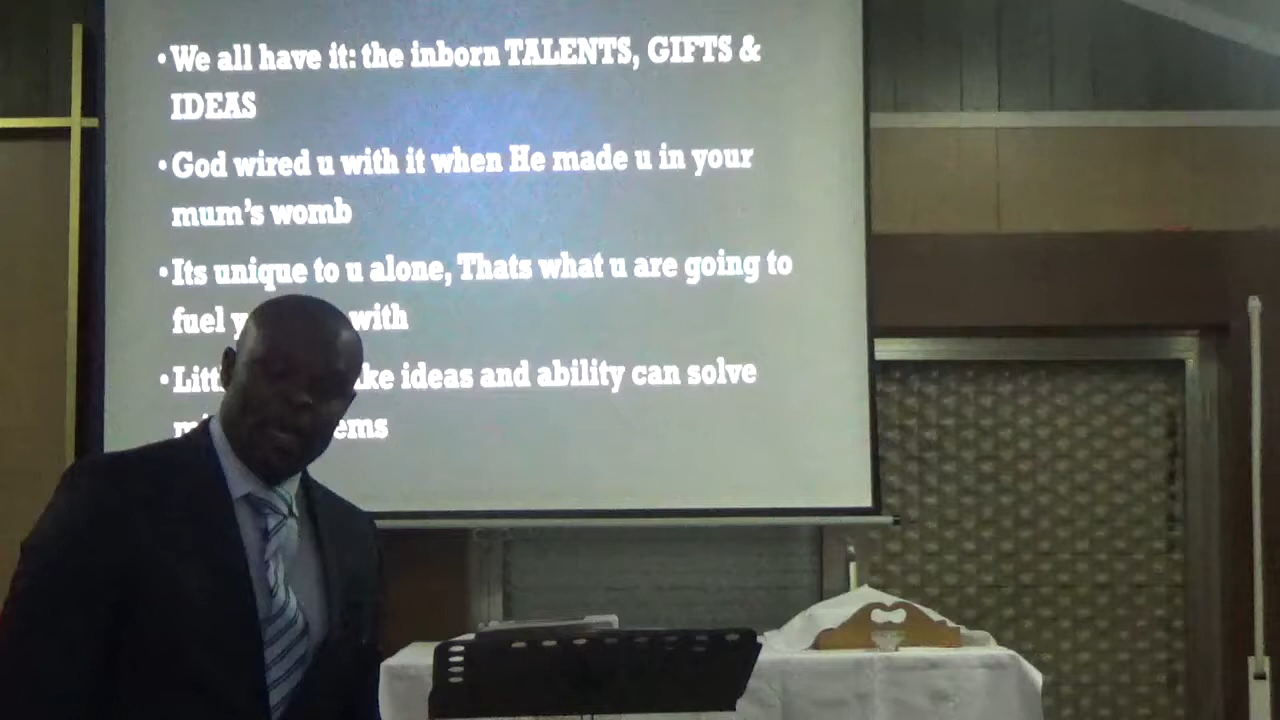 • We all have it: the inborn TALENTS, GIFTS &
IDEAS
• God wired u with it when He made u in your
mum's womb
• Its unique to u alone, Thats what u are going to
fuel with
• ideas and ability can solve